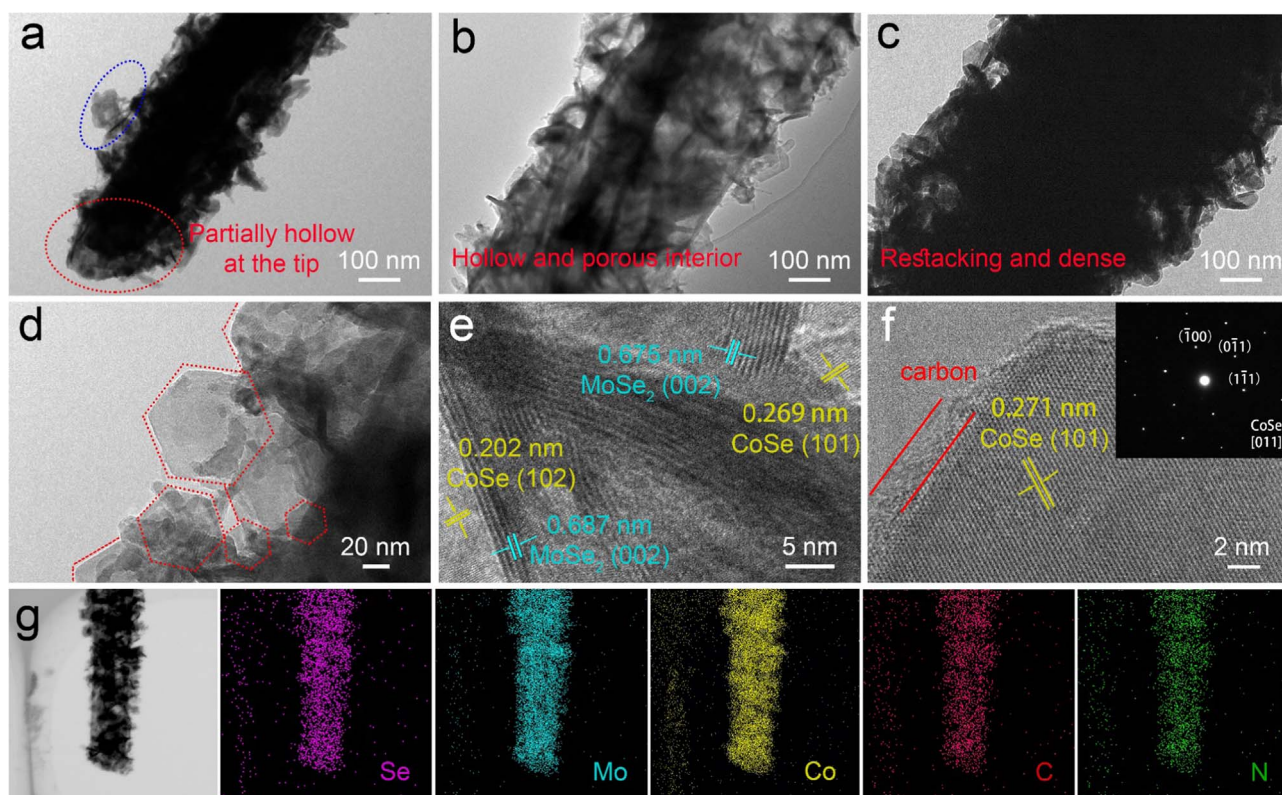 a
Partially hollow
at the tip
100 nm
b
Hollow and porous interior
100 nm
c
Restacking and dense
100 nm
d
20 nm
e
0.675 nm
MoSe₂ (002)
0.269 nm
CoSe (101)
0.202 nm
CoSe (102)
0.687 nm
MoSe₂ (002)
5 nm
f
carbon
0.271 nm
CoSe (101)
(1̅00)
(01̅1)
(11̅1)
CoSe
[011]
2 nm
g
Se
Mo
Co
C
N